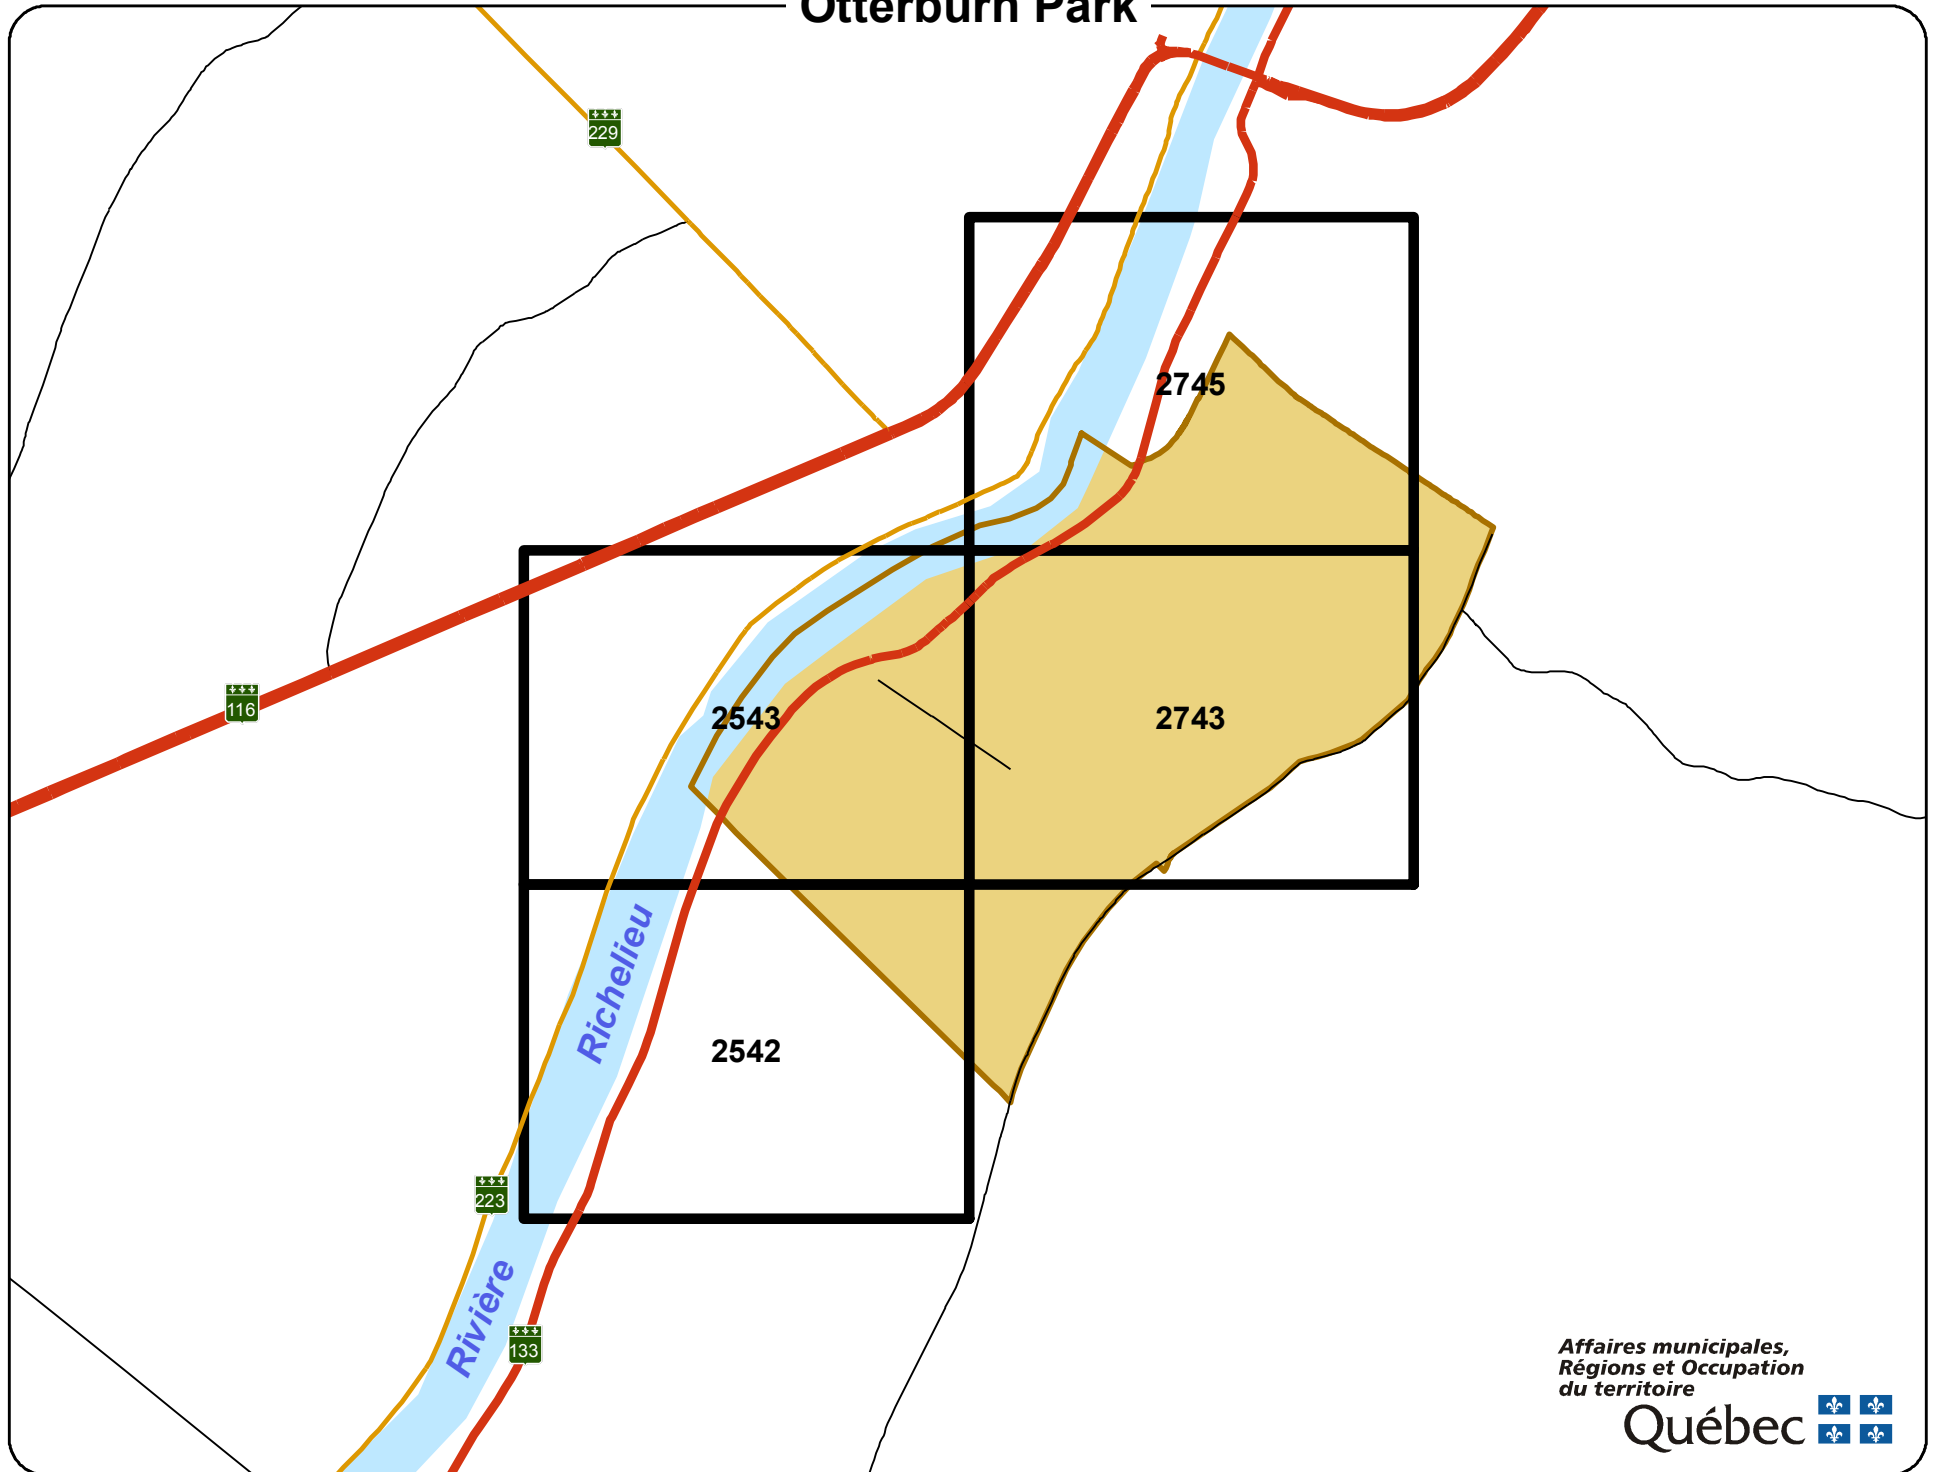 Otterburn Park
229
2745
116
2543
2743
Richelieu
2542
223
Rivière
133
Affaires municipales,
Régions et Occupation
du territoire
Québec